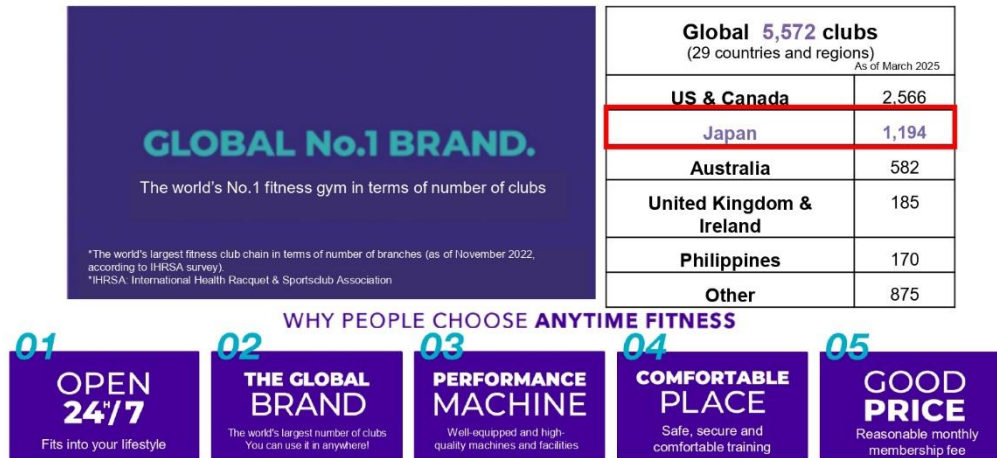 GLOBAL No.1 BRAND.
The world's No.1 fitness gym in terms of number of clubs
*The world's largest fitness club chain in terms of number of branches (as of November 2022,
according to IHRSA survey).
*IHRSA: International Health Racquet & Sportsclub Association
Global 5,572 clubs
(29 countries and regions)
As of March 2025
US & Canada 2,566
Japan 1,194
Australia 582
United Kingdom &
Ireland 185
Philippines 170
Other 875
WHY PEOPLE CHOOSE ANYTIME FITNESS
01
OPEN
24H/7
Fits into your lifestyle
02
THE GLOBAL
BRAND
The world's largest number of clubs
You can use it in anywhere!
03
PERFORMANCE
MACHINE
Well-equipped and high-
quality machines and facilities
04
COMFORTABLE
PLACE
Safe, secure and
comfortable training
05
GOOD
PRICE
Reasonable monthly
membership fee